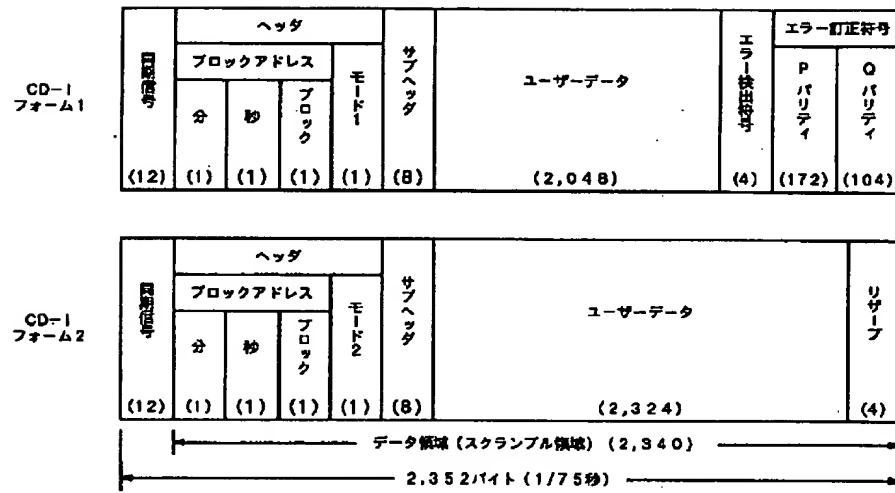 CD-I
フォーム1
同期信号
(12)
ヘッダ
ブロックアドレス
分
(1)
秒
(1)
ブロック
(1)
モード1
(1)
サブヘッダ
(8)
ユーザーデータ
(2,048)
エラー検出符号
(4)
エラー訂正符号
Pパリティ
(172)
Qパリティ
(104)
CD-I
フォーム2
同期信号
(12)
ヘッダ
ブロックアドレス
分
(1)
秒
(1)
ブロック
(1)
モード2
(1)
サブヘッダ
(8)
ユーザーデータ
(2,324)
リザーブ
(4)
データ領域(スクランブル領域)(2,340)
2,352バイト(1/75秒)